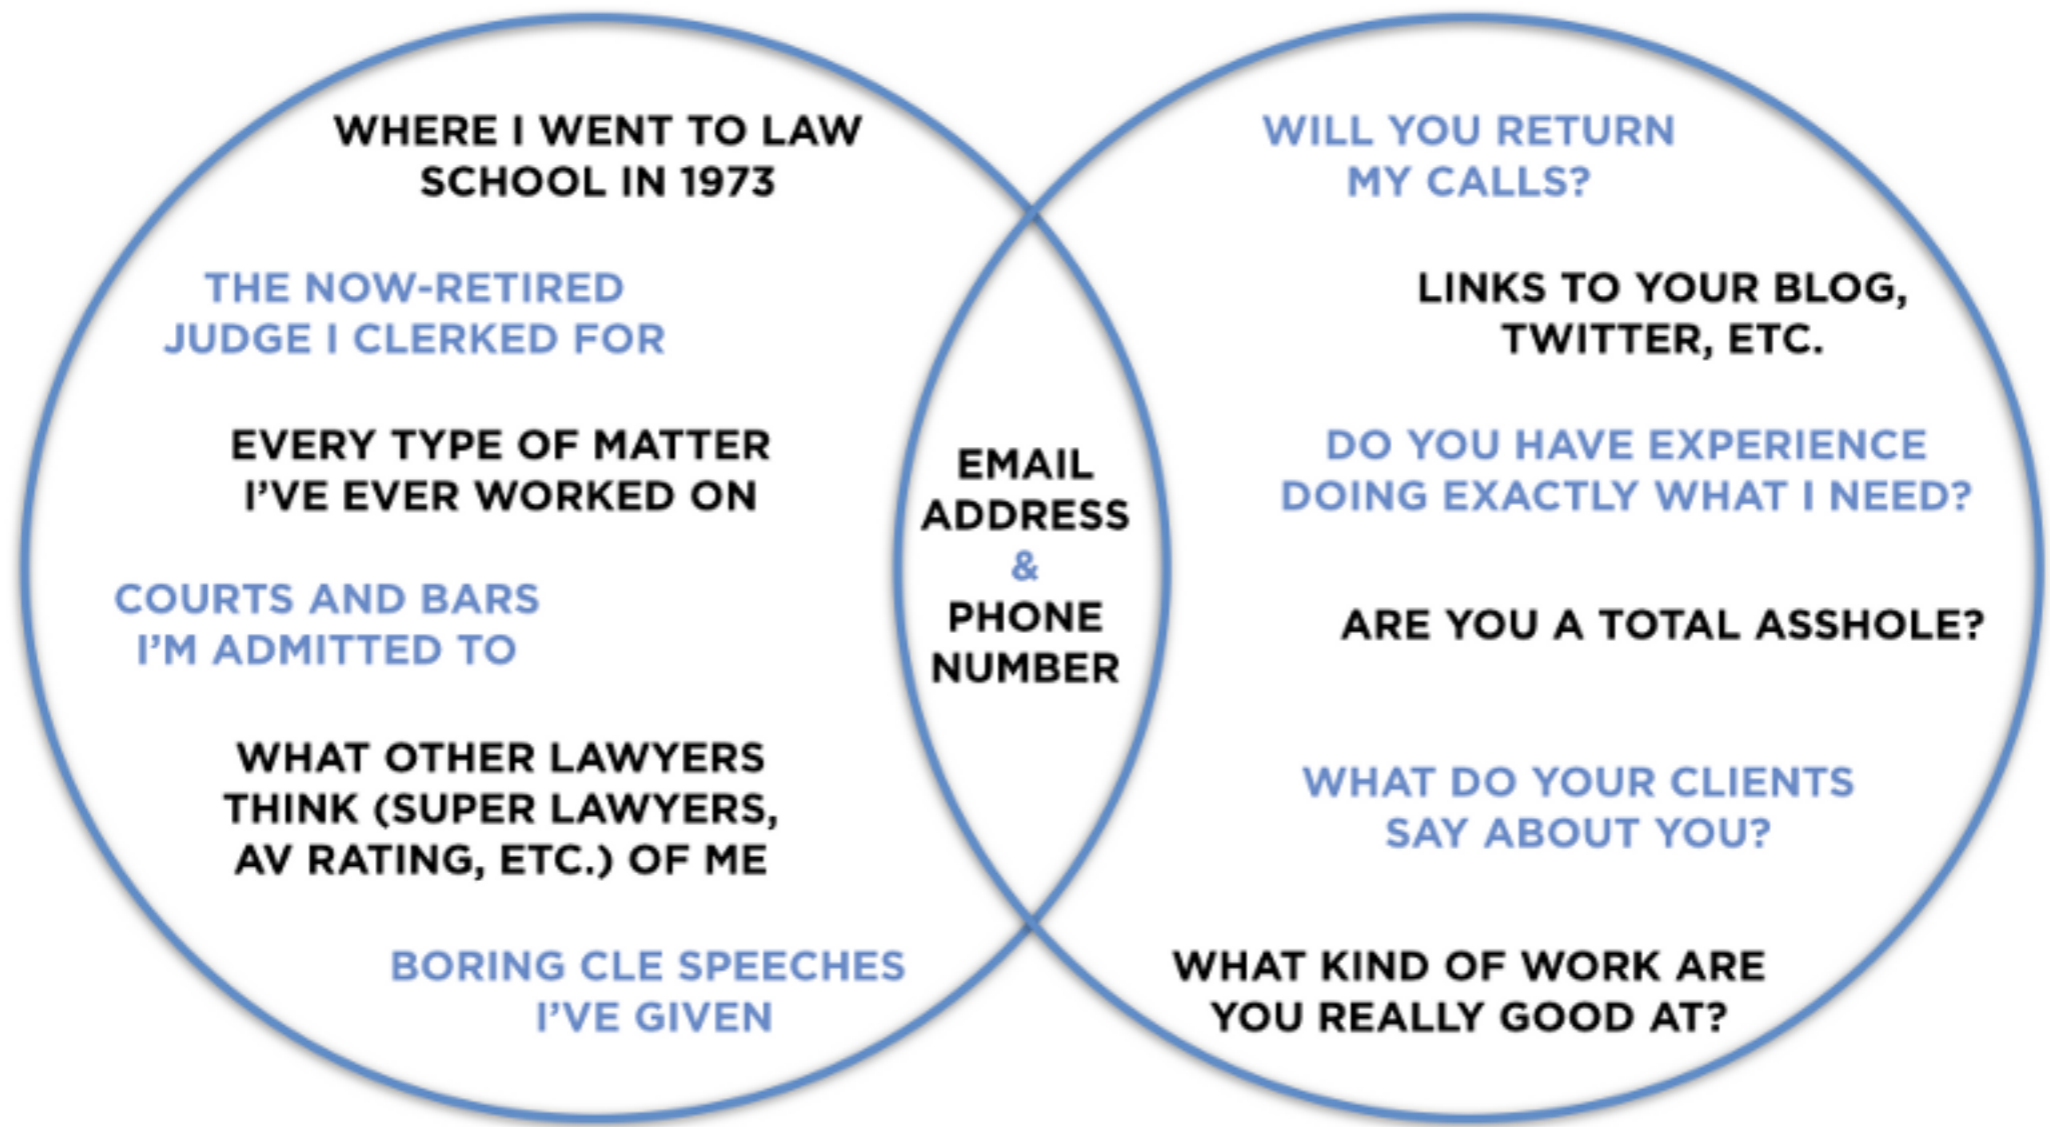 WHERE I WENT TO LAW
SCHOOL IN 1973
THE NOW-RETIRED
JUDGE I CLERKED FOR
EVERY TYPE OF MATTER
I'VE EVER WORKED ON
COURTS AND BARS
I'M ADMITTED TO
WHAT OTHER LAWYERS
THINK (SUPER LAWYERS,
AV RATING, ETC.) OF ME
BORING CLE SPEECHES
I'VE GIVEN
EMAIL
ADDRESS
&
PHONE
NUMBER
WILL YOU RETURN
MY CALLS?
LINKS TO YOUR BLOG,
TWITTER, ETC.
DO YOU HAVE EXPERIENCE
DOING EXACTLY WHAT I NEED?
ARE YOU A TOTAL ASSHOLE?
WHAT DO YOUR CLIENTS
SAY ABOUT YOU?
WHAT KIND OF WORK ARE
YOU REALLY GOOD AT?